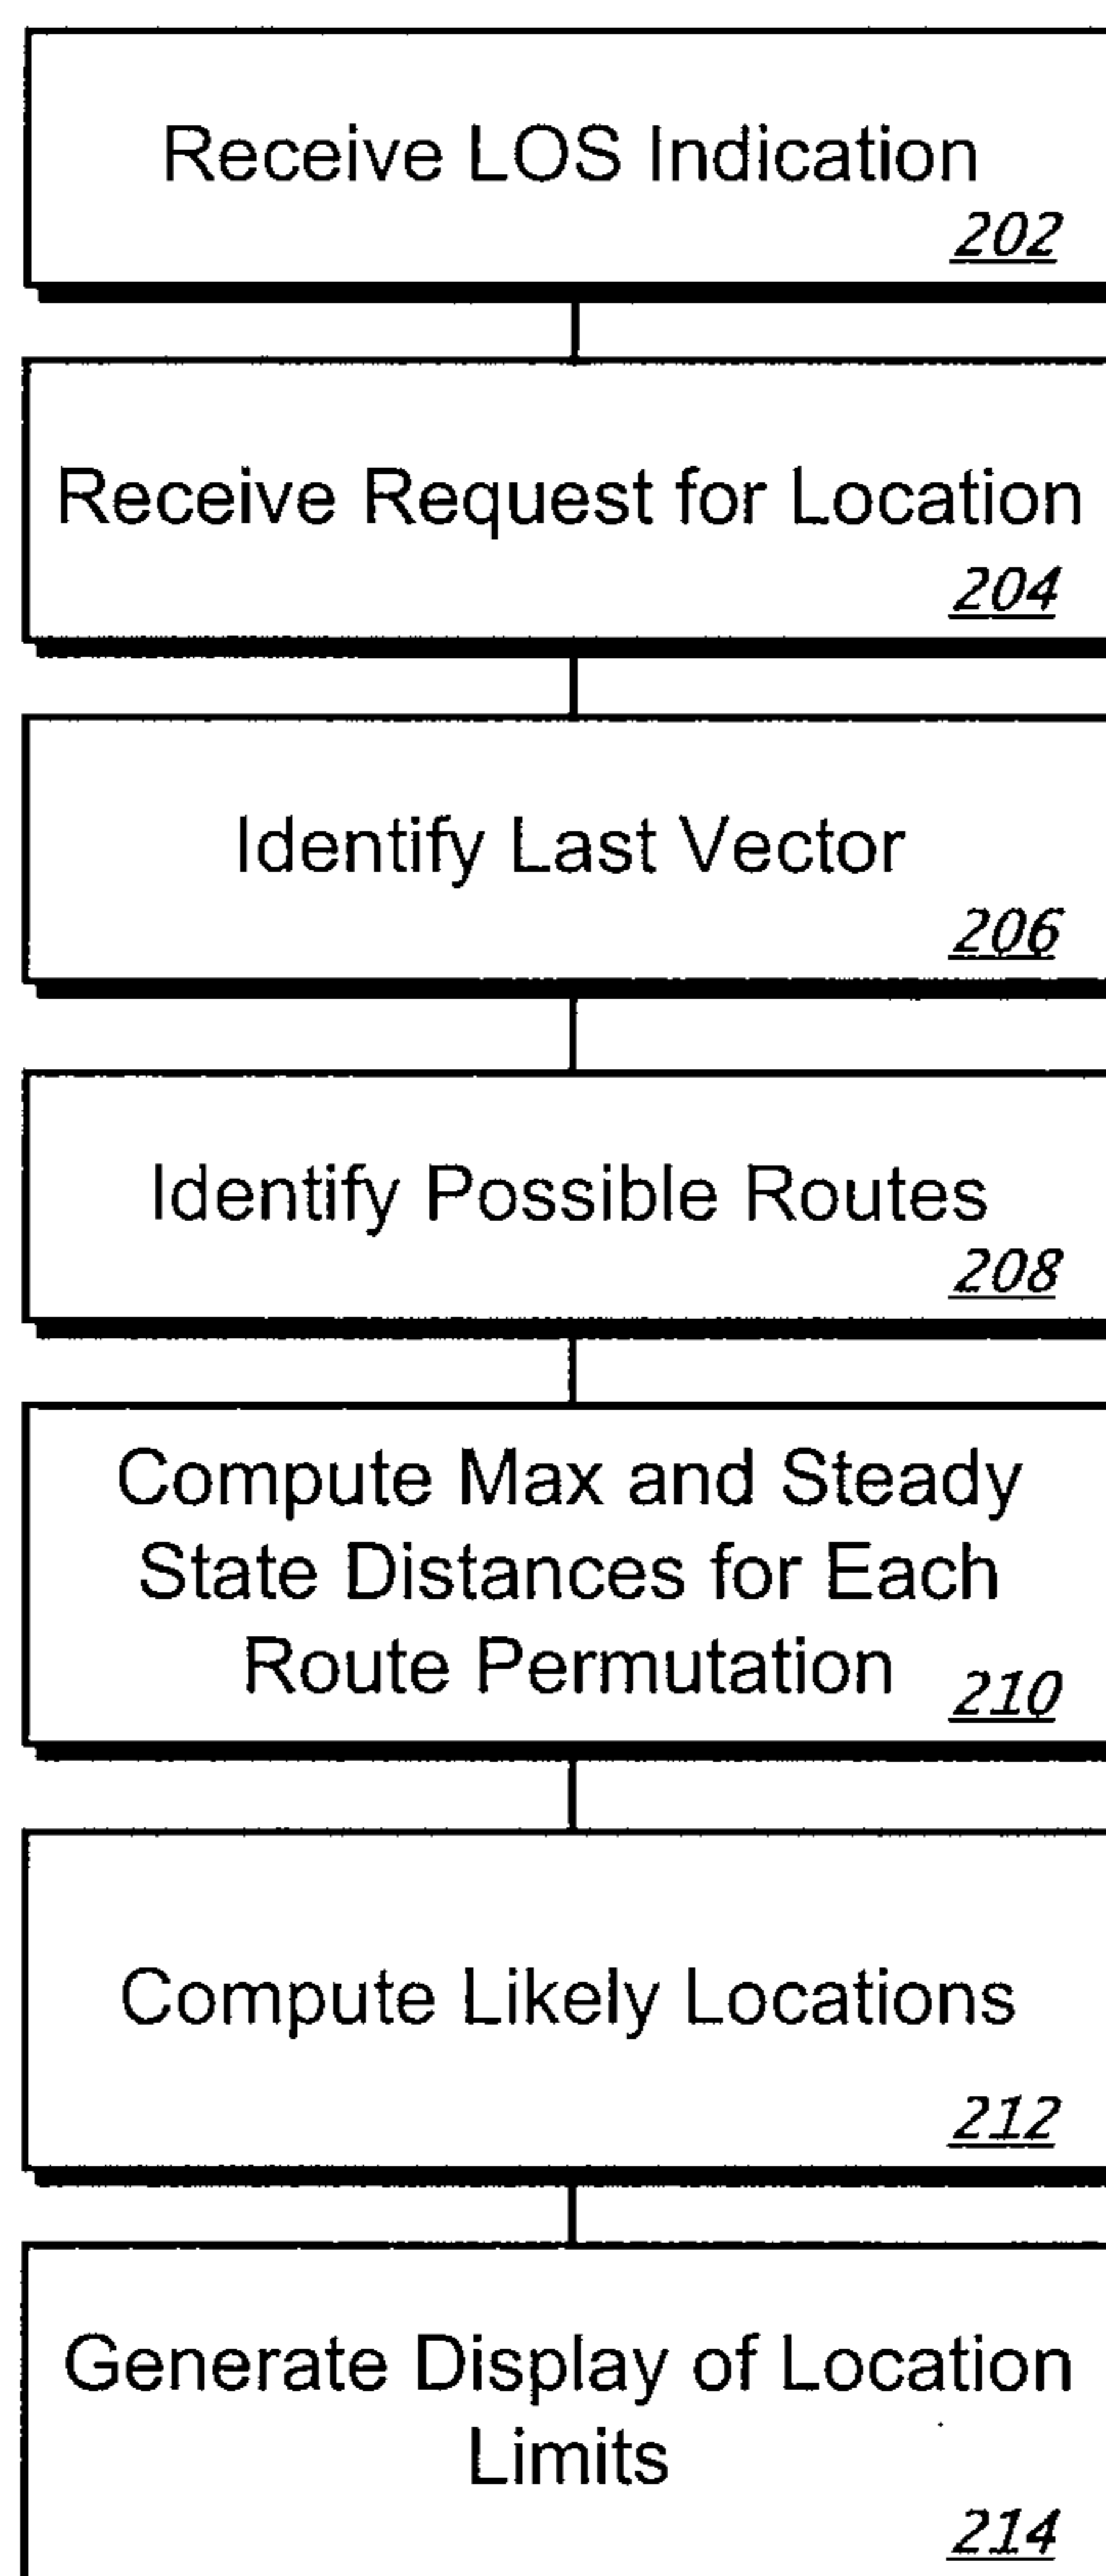 Receive LOS Indication
202
Receive Request for Location
204
Identify Last Vector
206
Identify Possible Routes
208
Compute Max and Steady
State Distances for Each
Route Permutation
210
Compute Likely Locations
212
Generate Display of Location
Limits
214